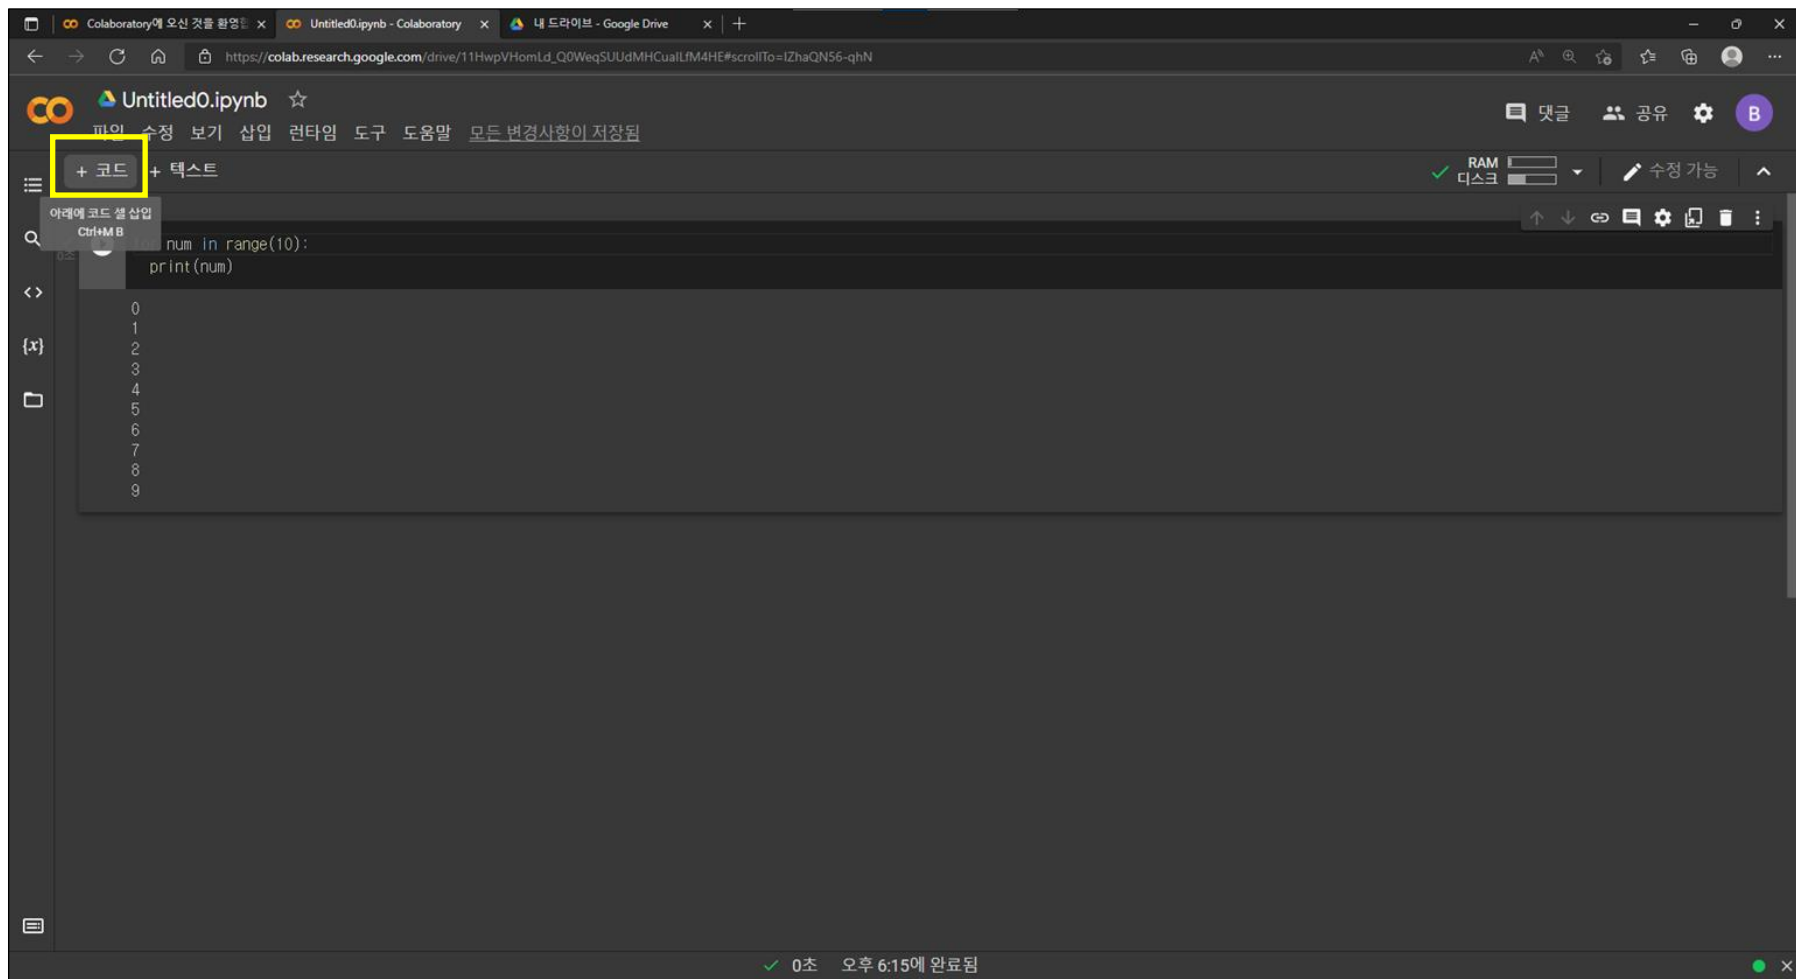 Colaboratory에 오신 것을 환영합
Untitled0.ipynb - Colaboratory
내 드라이브 - Google Drive
https://colab.research.google.com/drive/11HwpVHomLd_Q0WeqSUUdMHCualLfM4HE#scrollTo=IZhaQN56-qhN
Untitled0.ipynb
댓글
공유
B
파일 수정 보기 삽입 런타임 도구 도움말 모든 변경사항이 저장됨
+ 코드 + 텍스트
RAM
디스크
수정 가능
아래에 코드 셀 삽입
Ctrl+M B
num in range(10):
0초
print(num)
0
1
2
3
4
5
6
7
8
9
0초 오후 6:15에 완료됨